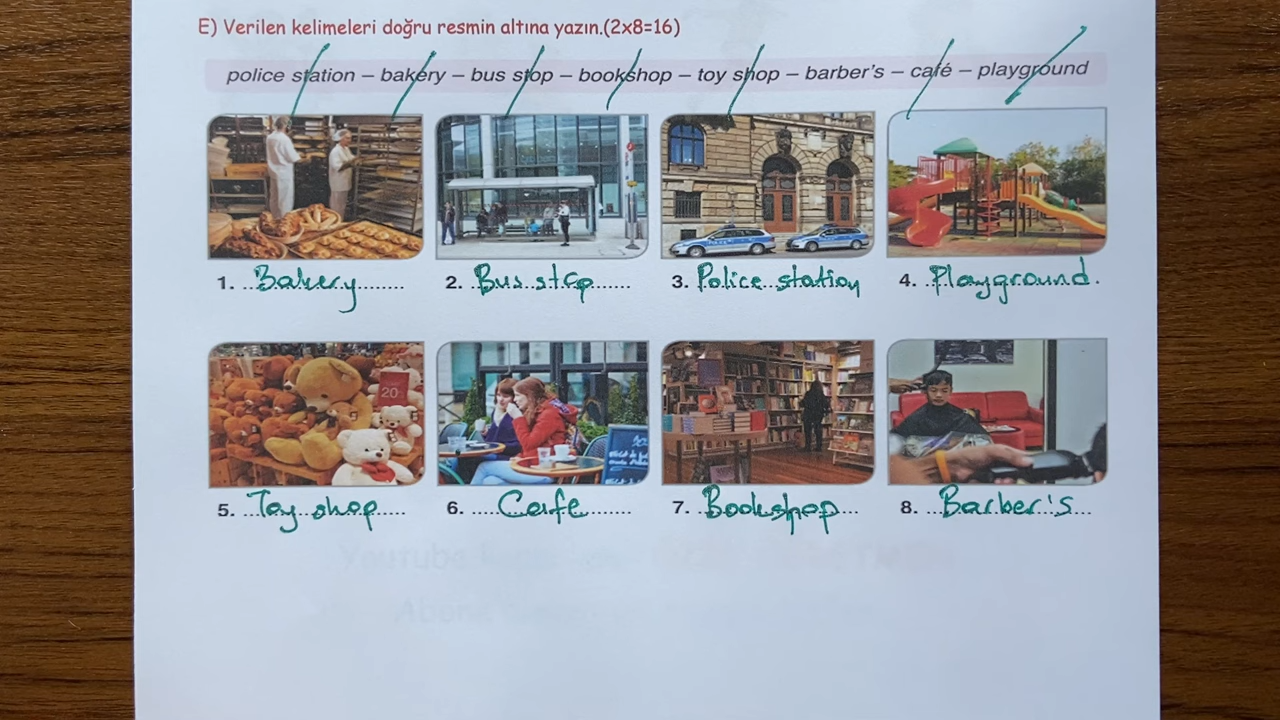 E) Verilen kelimeleri doğru resmin altına yazın.(2x8=16)
police station – bakery – bus stop – bookshop – toy shop – barber's – café – playground
1. Bakery
2. Bus stop
3. Police station
4. Playground
20
5. Toy shop
6. Cafe
7. Bookshop
8. Barber's